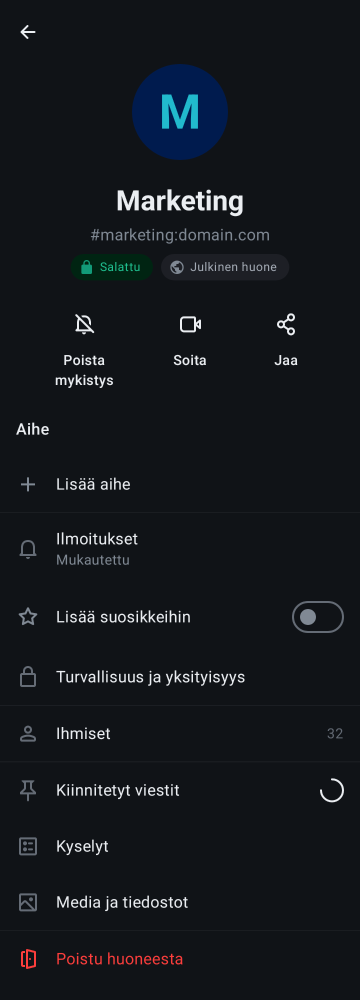 M
Marketing
#marketing:domain.com
Salattu
Julkinen huone
Poista
mykistys
Soita
Jaa
Aihe
Lisää aihe
Ilmoitukset
Mukautettu
Lisää suosikkeihin
Turvallisuus ja yksityisyys
Ihmiset
32
Kiinnitetyt viestit
Kyselyt
Media ja tiedostot
Poistu huoneesta